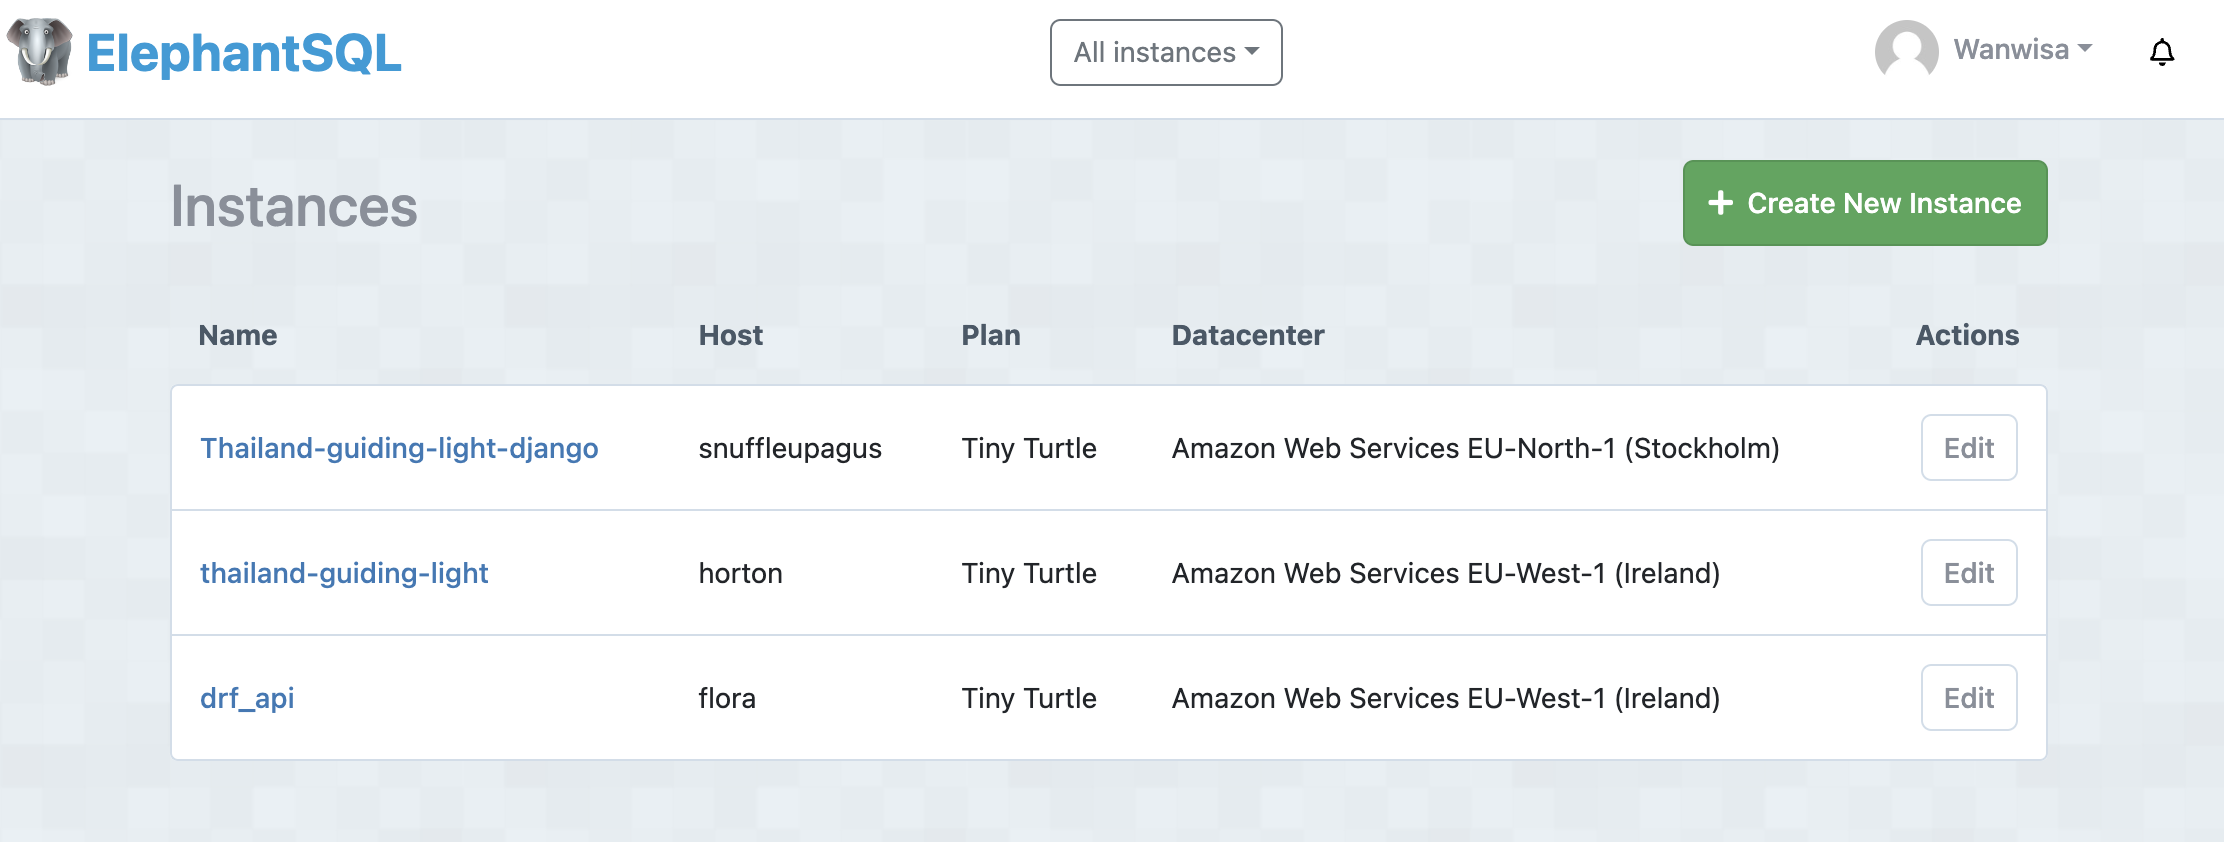 ElephantSQL All instances Wanwisa
Instances + Create New Instance
Name Host Plan Datacenter Actions
Thailand-guiding-light-django snuffleupagus Tiny Turtle Amazon Web Services EU-North-1 (Stockholm) Edit
thailand-guiding-light horton Tiny Turtle Amazon Web Services EU-West-1 (Ireland) Edit
drf_api flora Tiny Turtle Amazon Web Services EU-West-1 (Ireland) Edit